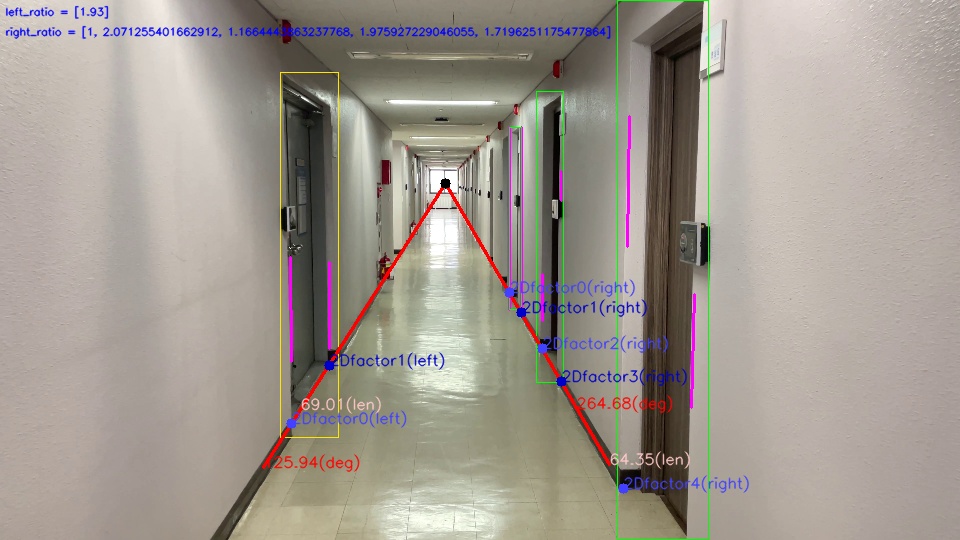 left_ratio = [1.93]
right_ratio = [1, 2.071255401662912, 1.166444 63237768, 1.975927229046055, 1.7196251175477864]
2Dfactor0(right)
2Dfactor1(right)
2Dfactor2(right)
2Dfactor1(left)
2Dfactor3(right)
69.01(len)
264.68(deg)
2Dfactor0(left)
25.94(deg)
64.35(len)
2Dfactor4(right)